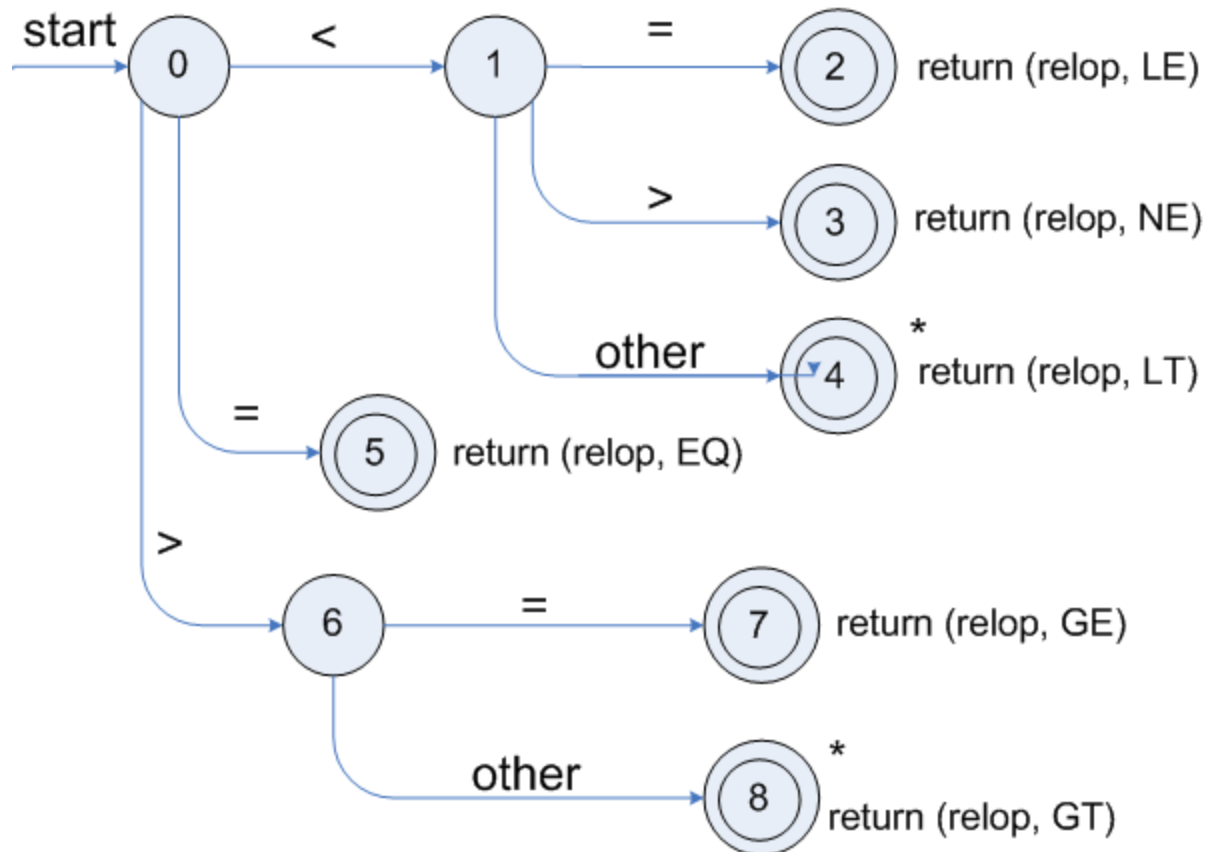 start
0
<
1
=
2
return (relop, LE)
>
3
return (relop, NE)
other
4
*
return (relop, LT)
=
5
return (relop, EQ)
>
6
=
7
return (relop, GE)
other
8
*
return (relop, GT)